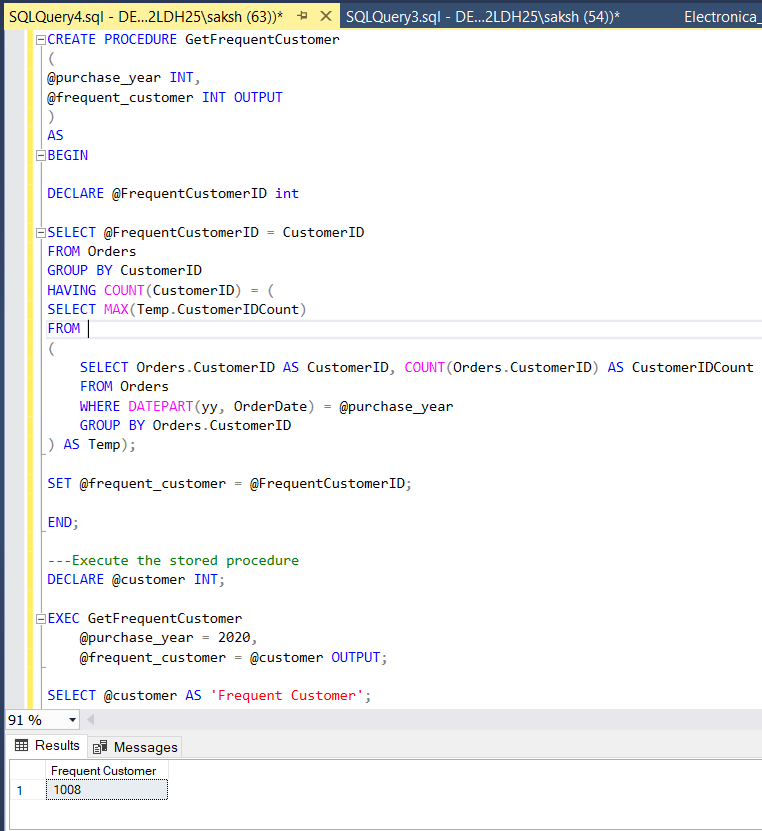 SQLQuery4.sql - DE...2LDH25\saksh (63))* SQLQuery3.sql - DE...2LDH25\saksh (54))* Electronica_
CREATE PROCEDURE GetFrequentCustomer
(
@purchase_year INT,
@frequent_customer INT OUTPUT
)
AS
BEGIN
DECLARE @FrequentCustomerID int
SELECT @FrequentCustomerID = CustomerID
FROM Orders
GROUP BY CustomerID
HAVING COUNT(CustomerID) = (
SELECT MAX(Temp.CustomerIDCount)
FROM
(
SELECT Orders.CustomerID AS CustomerID, COUNT(Orders.CustomerID) AS CustomerIDCount
FROM Orders
WHERE DATEPART(yy, OrderDate) = @purchase_year
GROUP BY Orders.CustomerID
) AS Temp);
SET @frequent_customer = @FrequentCustomerID;
END;
---Execute the stored procedure
DECLARE @customer INT;
EXEC GetFrequentCustomer
@purchase_year = 2020,
@frequent_customer = @customer OUTPUT;
SELECT @customer AS 'Frequent Customer';
91 %
Results Messages
Frequent Customer
1 1008